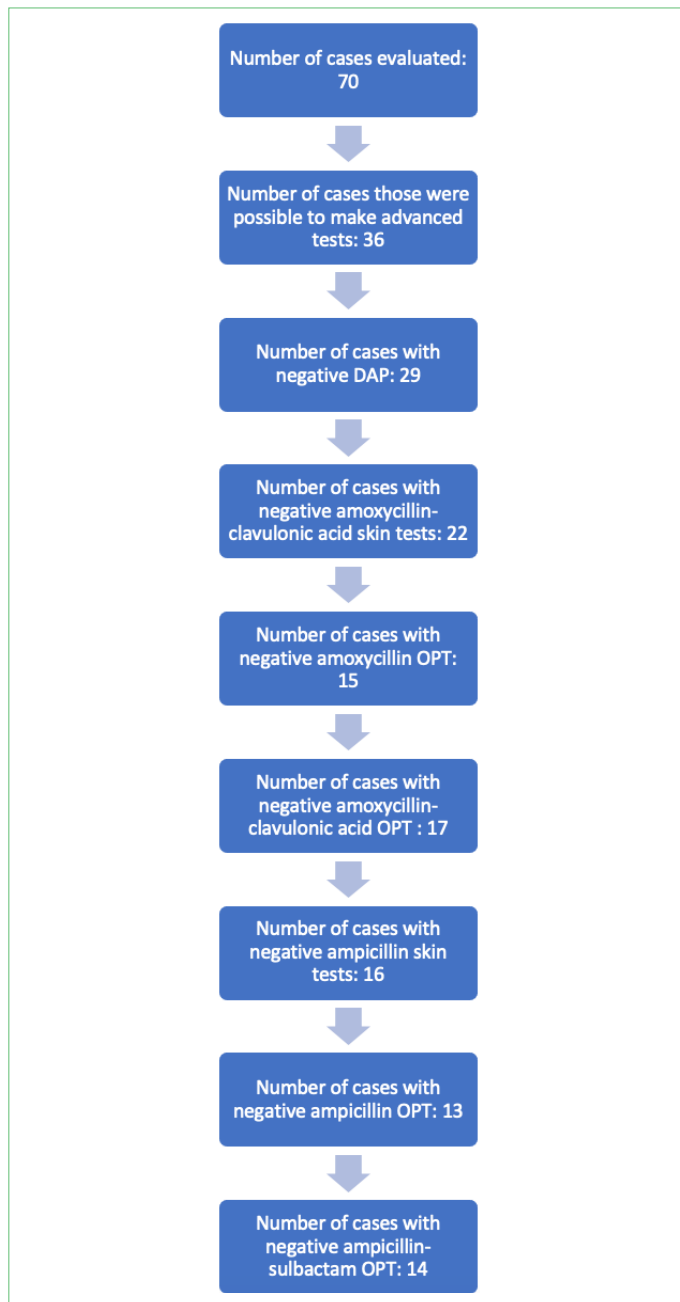 Number of cases evaluated:
70
Number of cases those were
possible to make advanced
tests: 36
Number of cases with
negative DAP: 29
Number of cases with
negative amoxycillin-
clavulonic acid skin tests: 22
Number of cases with
negative amoxycillin OPT:
15
Number of cases with
negative amoxycillin-
clavulonic acid OPT : 17
Number of cases with
negative ampicillin skin
tests: 16
Number of cases with
negative ampicillin OPT: 13
Number of cases with
negative ampicillin-
sulbactam OPT: 14